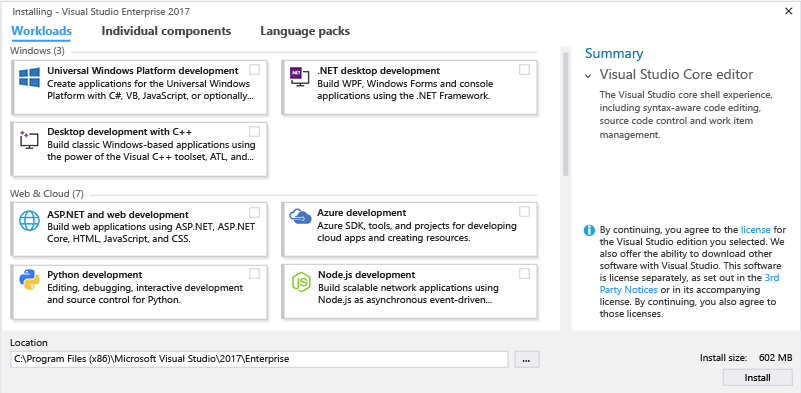 Installing - Visual Studio Enterprise 2017
Workloads Individual components Language packs
Windows (3)
Universal Windows Platform development
Create applications for the Universal Windows
Platform with C#, VB, JavaScript, or optionally...
.NET desktop development
Build WPF, Windows Forms and console
applications using the .NET Framework.
Desktop development with C++
Build classic Windows-based applications using
the power of the Visual C++ toolset, ATL, and...
Web & Cloud (7)
ASP.NET and web development
Build web applications using ASP.NET, ASP.NET
Core, HTML, JavaScript, and CSS.
Azure development
Azure SDK, tools, and projects for developing
cloud apps and creating resources.
Python development
Editing, debugging, interactive development
and source control for Python.
Node.js development
Build scalable network applications using
Node.js as asynchronous event-driven...
Summary
Visual Studio Core editor
The Visual Studio core shell experience,
including syntax-aware code editing,
source code control and work item
management.
By continuing, you agree to the license for
the Visual Studio edition you selected. We
also offer the ability to download other
software with Visual Studio. This software
is license separately, as set out in the 3rd
Party Notices or in its accompanying
license. By continuing, you also agree to
those licenses.
Location
C:\Program Files (x86)\Microsoft Visual Studio\2017\Enterprise
...
Install size: 602 MB
Install